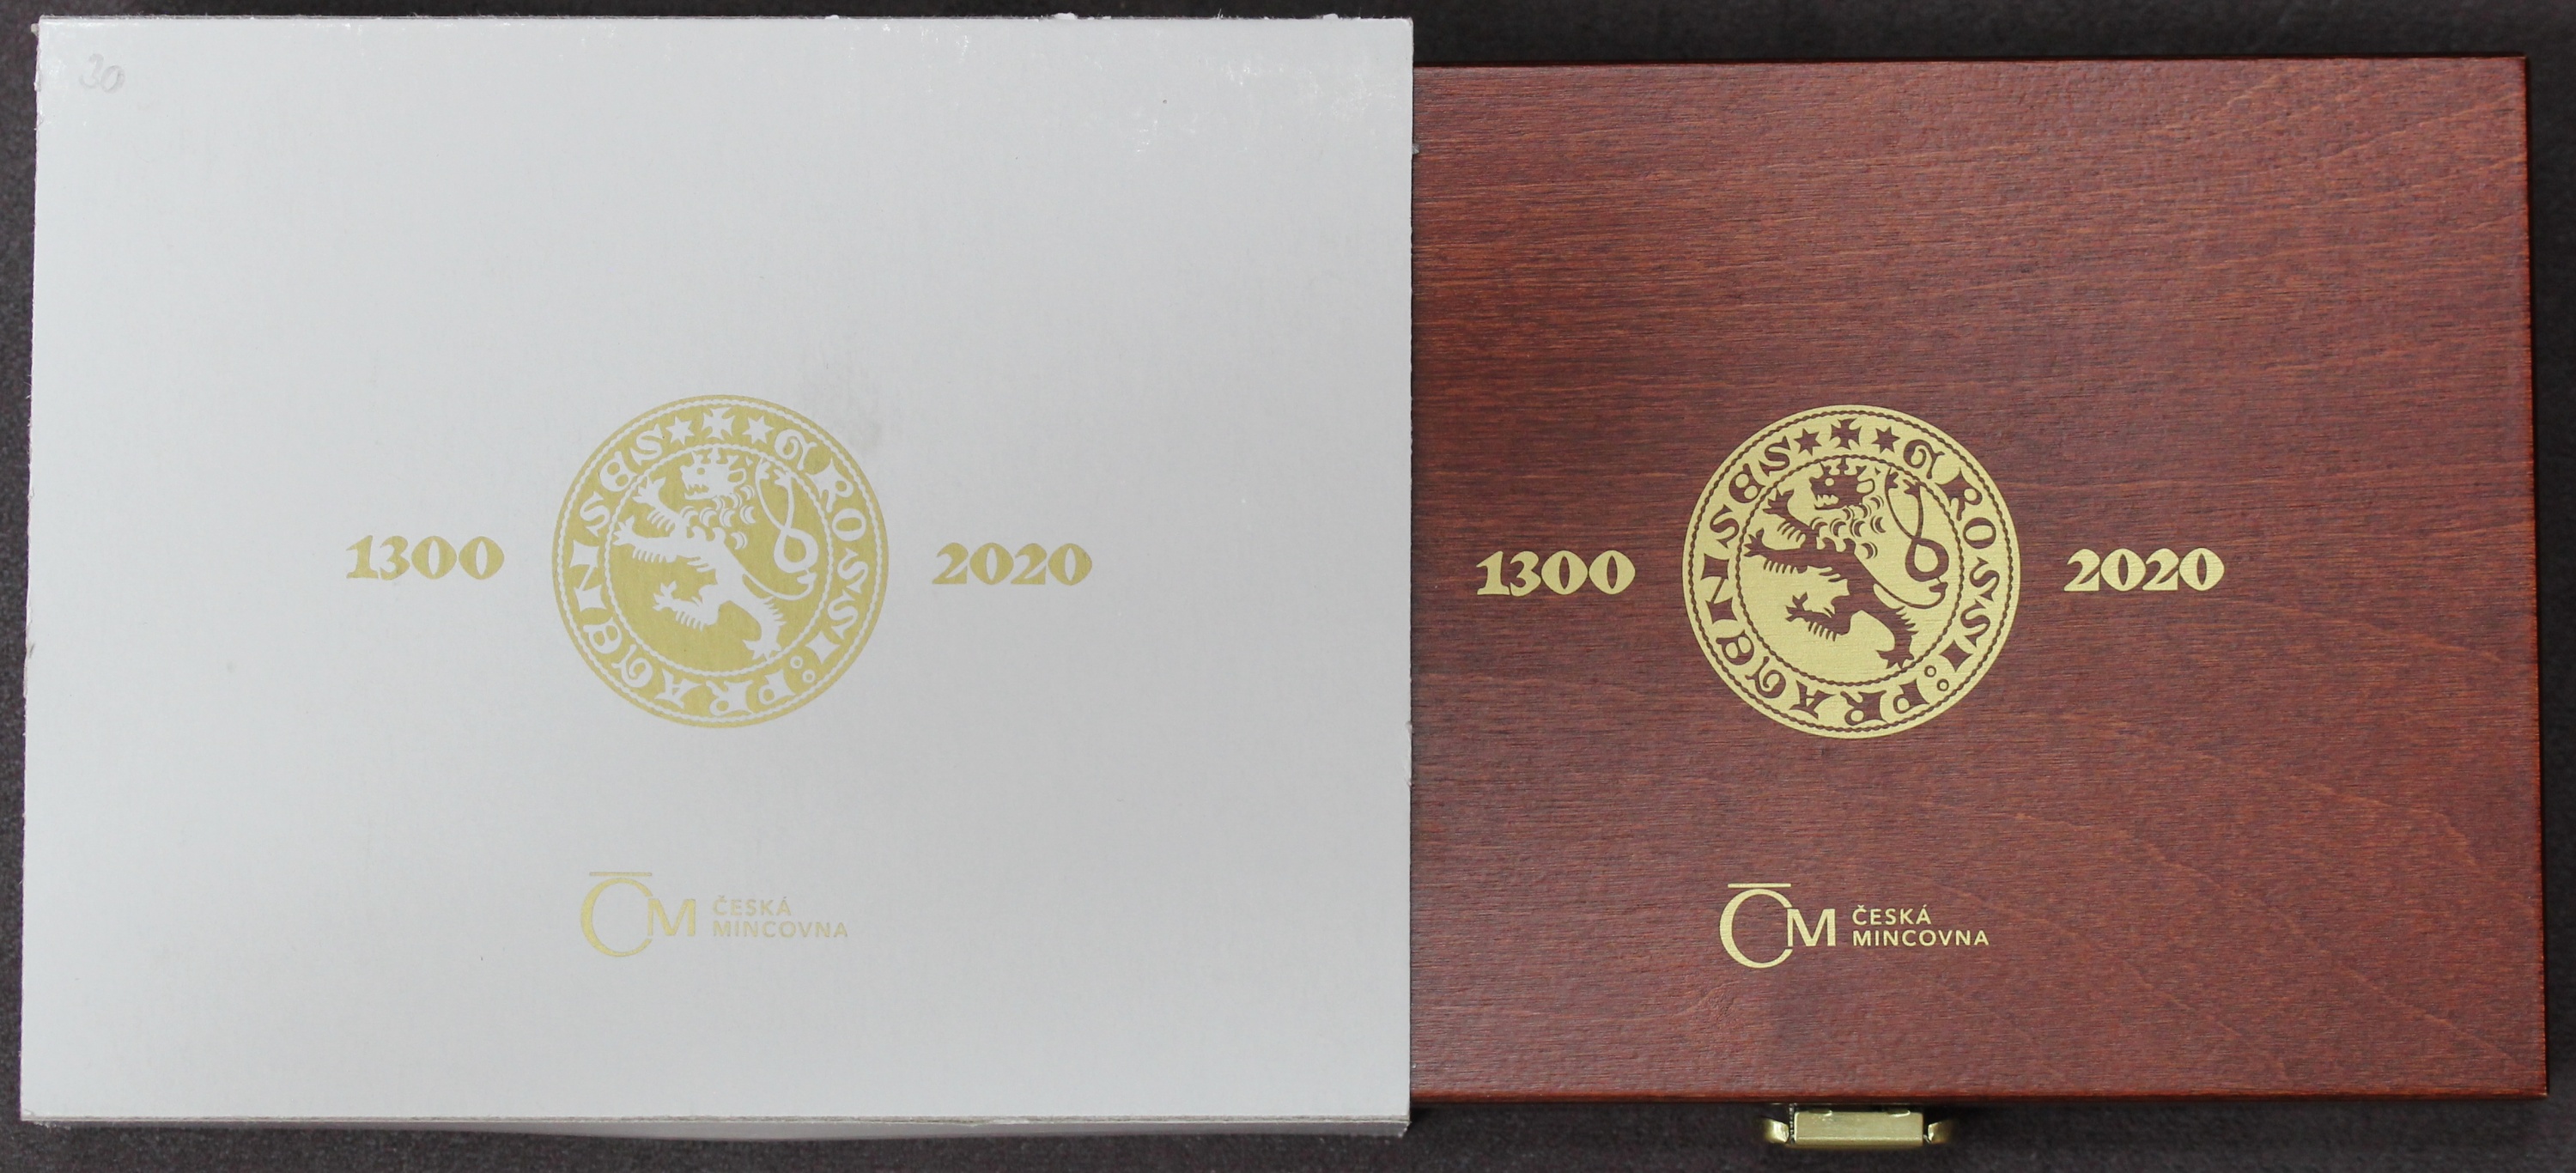 30
GROSSI PRAGENSES
1300
2020
ČM ČESKÁ
MINCOVNA
GROSSI PRAGENSES
1300
2020
ČM ČESKÁ
MINCOVNA